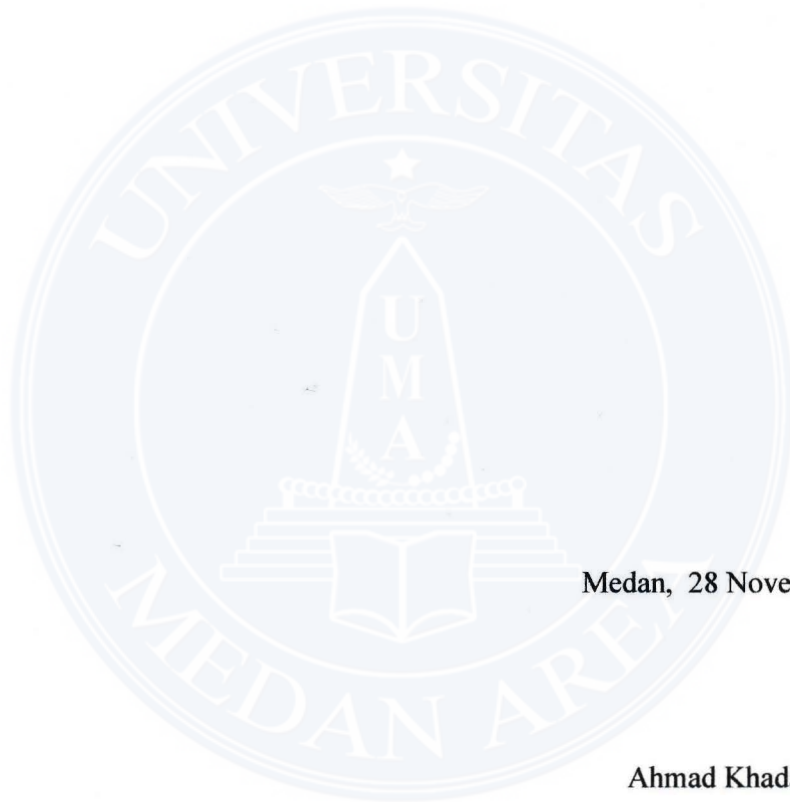 UNIVERSITAS
U
M
A
MEDAN AREA
Medan, 28 Nove
Ahmad Khad